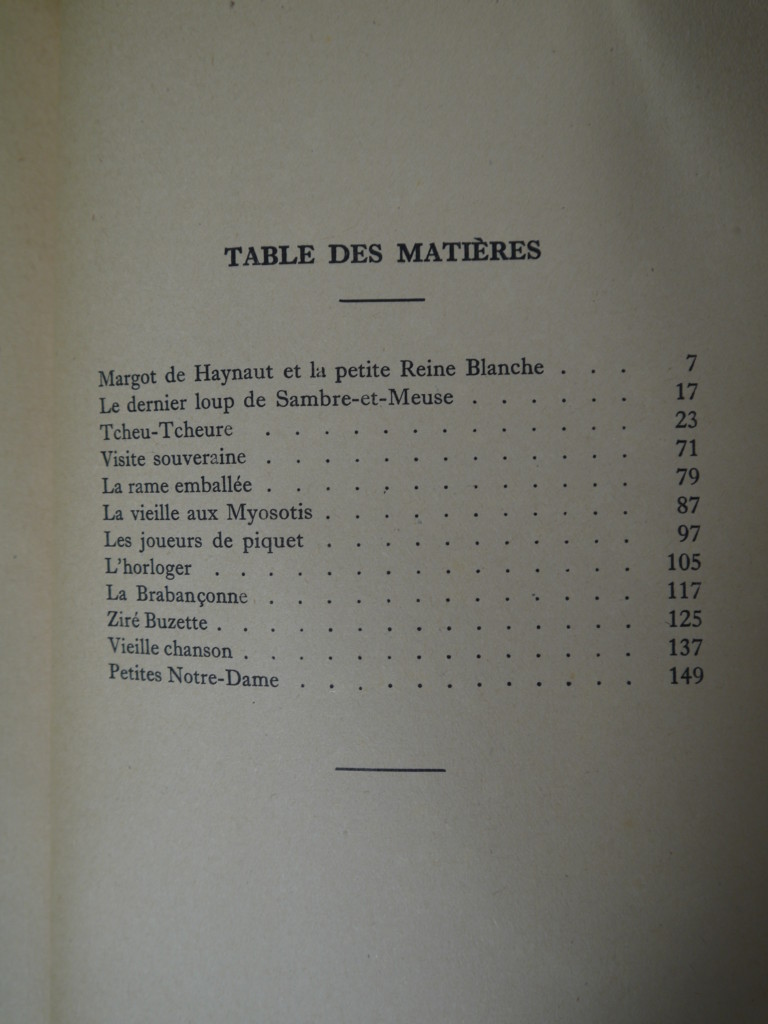 TABLE DES MATIÈRES
Margot de Haynaut et la petite Reine Blanche . . . 7
Le dernier loup de Sambre-et-Meuse . . . . . . 17
Tcheu-Tcheure . . . . . . . . . . . . . 23
Visite souveraine . . . . . . . . . . . . . 71
La rame emballée . . . . . . . . . . . . . 79
La vieille aux Myosotis . . . . . . . . . . . 87
Les joueurs de piquet . . . . . . . . . . . 97
L'horloger . . . . . . . . . . . . . . . 105
La Brabançonne . . . . . . . . . . . . . 117
Ziré Buzette . . . . . . . . . . . . . . . 125
Vieille chanson . . . . . . . . . . . . . . 137
Petites Notre-Dame . . . . . . . . . . . . 149